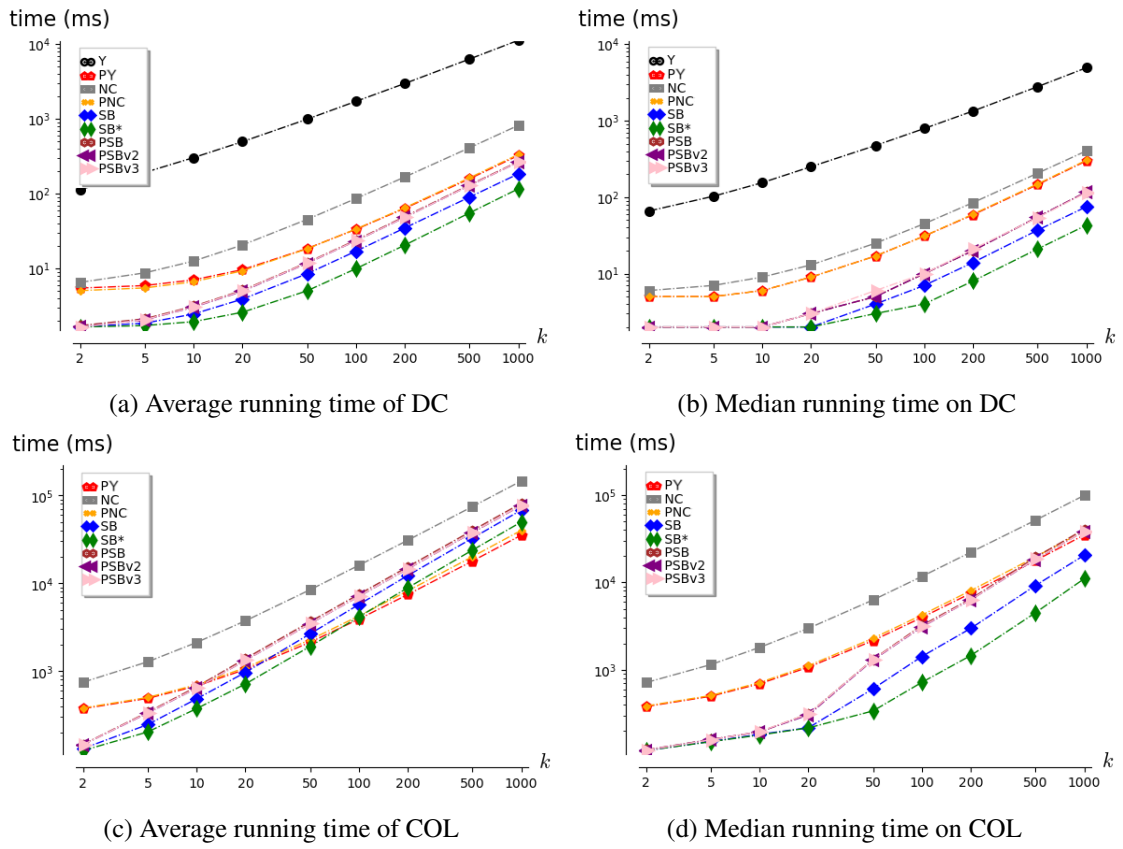 time (ms)
10^4
10^3
10^2
10^1
Y
PY
NC
PNC
SB
SB*
PSB
PSBv2
PSBv3
2 5 10 20 50 100 200 500 1000
k
(a) Average running time of DC
time (ms)
10^4
10^3
10^2
10^1
Y
PY
NC
PNC
SB
SB*
PSB
PSBv2
PSBv3
2 5 10 20 50 100 200 500 1000
k
(b) Median running time on DC
time (ms)
10^5
10^4
10^3
PY
NC
PNC
SB
SB*
PSB
PSBv2
PSBv3
2 5 10 20 50 100 200 500 1000
k
(c) Average running time of COL
time (ms)
10^5
10^4
10^3
PY
NC
PNC
SB
SB*
PSB
PSBv2
PSBv3
2 5 10 20 50 100 200 500 1000
k
(d) Median running time on COL